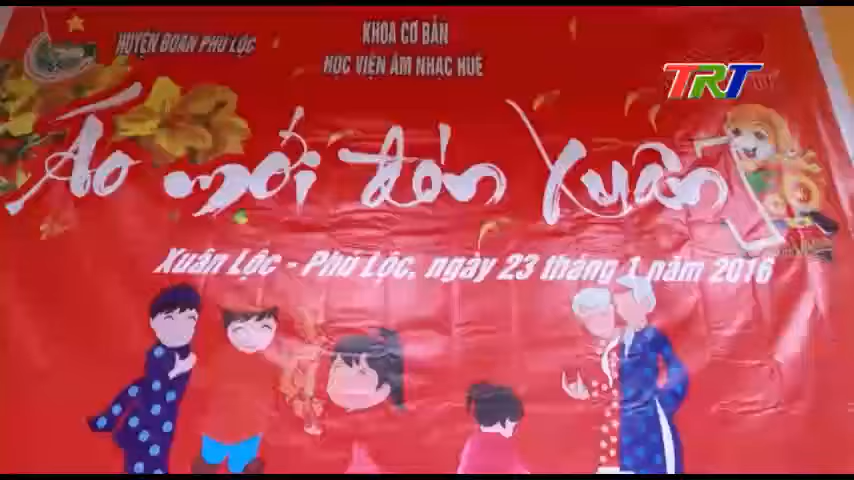 HUYỆN ĐOÀN PHÚ LỘC
KHOA CƠ BẢN
HỌC VIỆN ÂM NHẠC HUẾ
TRT
Áo mới đón Xuân
Xuân Lộc - Phú Lộc, ngày 23 tháng 1 năm 2016